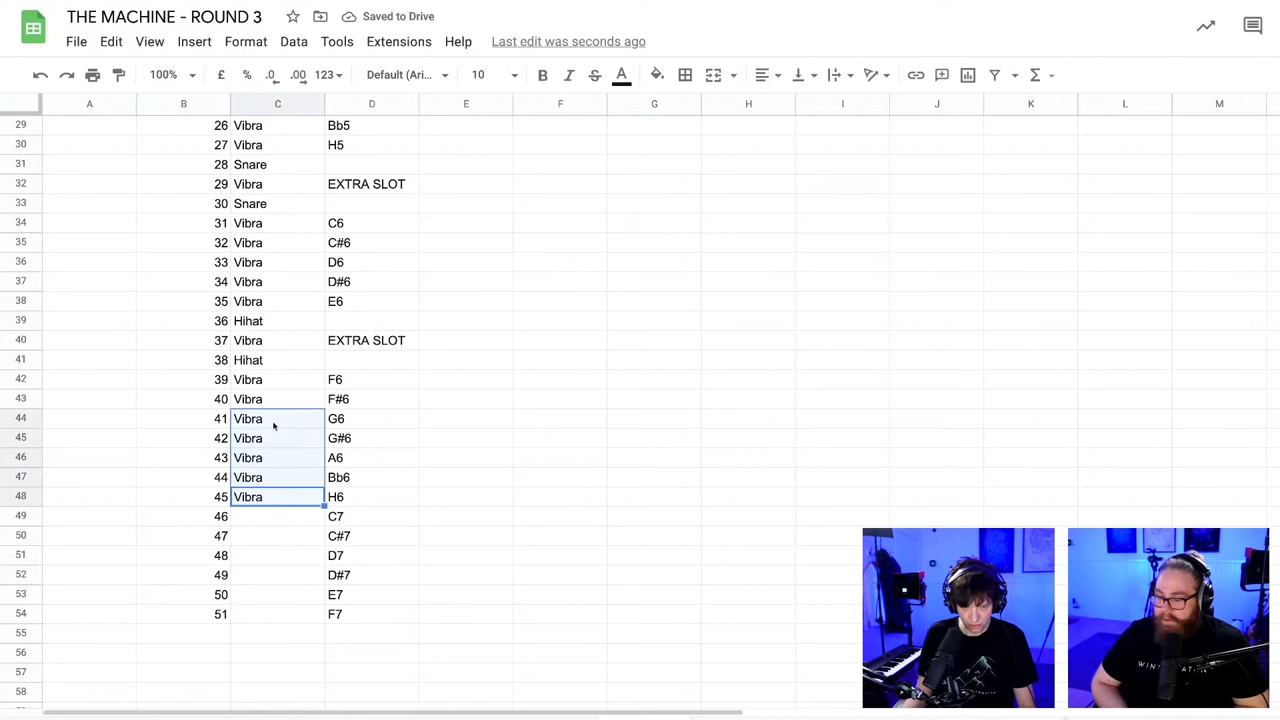 THE MACHINE - ROUND 3 Saved to Drive
File Edit View Insert Format Data Tools Extensions Help Last edit was seconds ago
100% £ % .0 .00 123 Default (Ari... 10 B I S A Σ
A B C D E F G H I J K L M
29 26 Vibra Bb5
30 27 Vibra H5
31 28 Snare
32 29 Vibra EXTRA SLOT
33 30 Snare
34 31 Vibra C6
35 32 Vibra C#6
36 33 Vibra D6
37 34 Vibra D#6
38 35 Vibra E6
39 36 Hihat
40 37 Vibra EXTRA SLOT
41 38 Hihat
42 39 Vibra F6
43 40 Vibra F#6
44 41 Vibra G6
45 42 Vibra G#6
46 43 Vibra A6
47 44 Vibra Bb6
48 45 Vibra H6
49 46 C7
50 47 C#7
51 48 D7
52 49 D#7
53 50 E7
54 51 F7
55
56
57
58